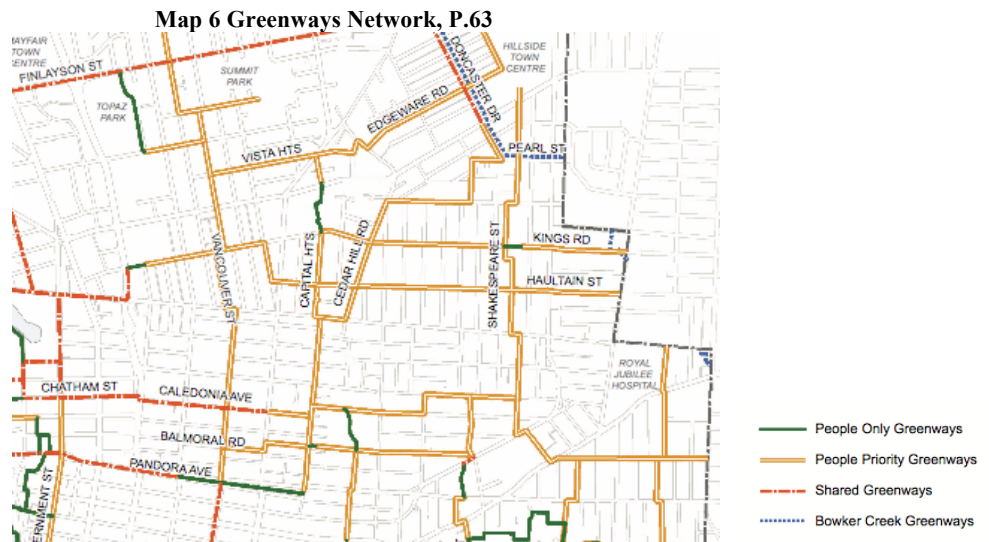 Map 6 Greenways Network, P.63
MAYFAIR
TOWN
CENTRE
FINLAYSON ST
SUMMIT
PARK
TOPAZ
PARK
HILLSIDE
TOWN
CENTRE
DONCASTER DR
EDGEWARE RD
VISTA HTS
PEARL ST
VANCOUVER ST
CAPITAL HTS
CEDAR HILL RD
SHAKESPEARE ST
KINGS RD
HAULTAIN ST
ROYAL
JUBILEE
HOSPITAL
CHATHAM ST
CALEDONIA AVE
BALMORAL RD
PANDORA AVE
ERNMENT ST
People Only Greenways
People Priority Greenways
Shared Greenways
Bowker Creek Greenways